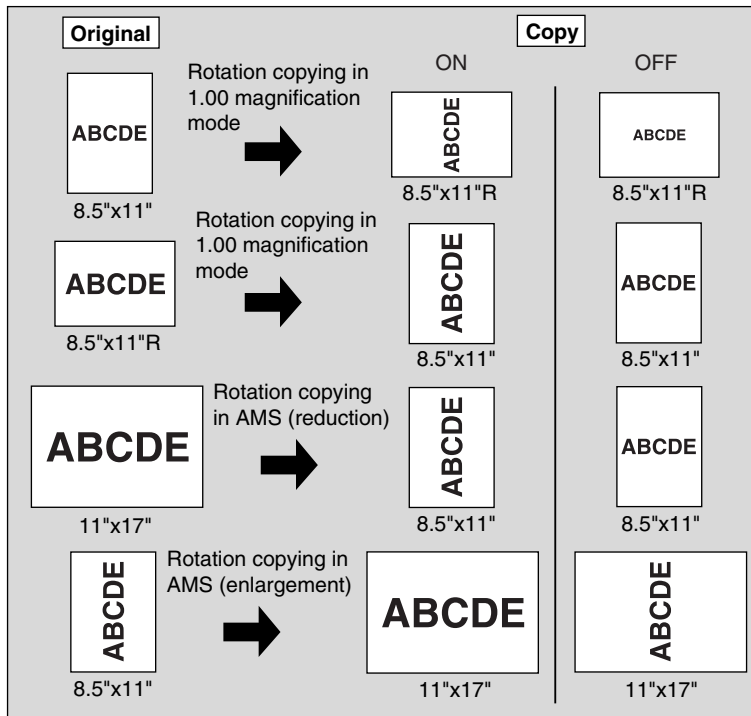 Original
Copy
ON
OFF
Rotation copying in
1.00 magnification
mode
ABCDE
ABCDE
ABCDE
8.5"x11"
8.5"x11"R
8.5"x11"R
Rotation copying in
1.00 magnification
mode
ABCDE
ABCDE
ABCDE
8.5"x11"R
8.5"x11"
8.5"x11"
Rotation copying
in AMS (reduction)
ABCDE
ABCDE
ABCDE
11"x17"
8.5"x11"
8.5"x11"
Rotation copying in
AMS (enlargement)
ABCDE
ABCDE
ABCDE
8.5"x11"
11"x17"
11"x17"